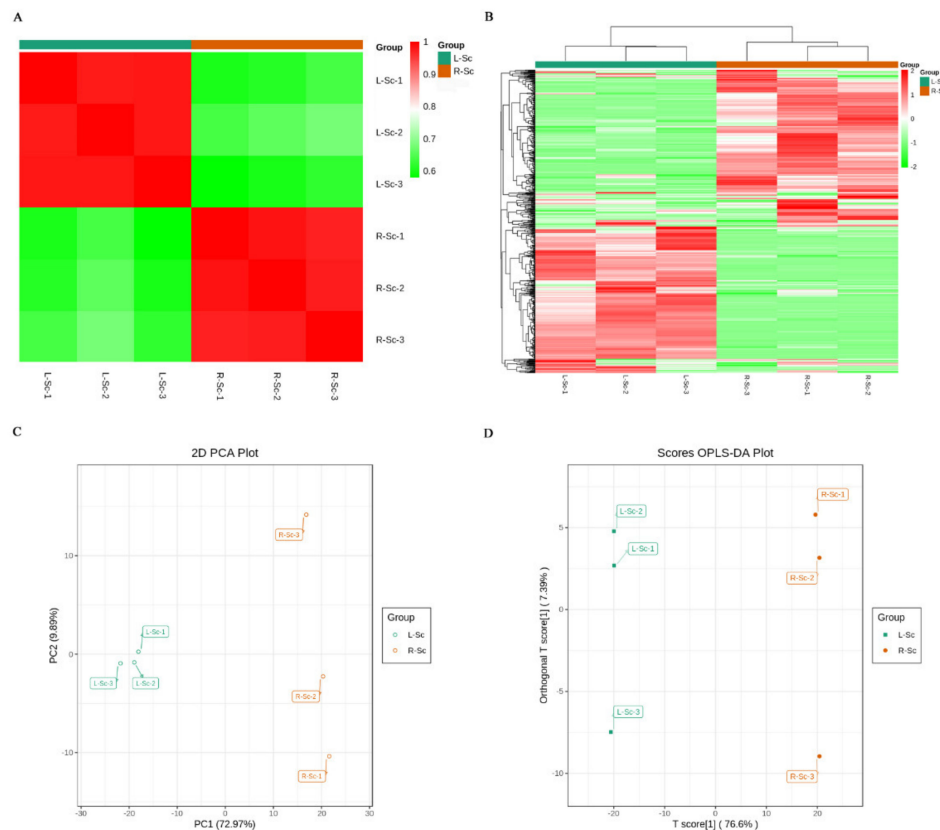 A
Group
L-Sc-1
L-Sc-2
L-Sc-3
R-Sc-1
R-Sc-2
R-Sc-3
1
0.9
0.8
0.7
0.6
Group
L-Sc
R-Sc
L-Sc-1
L-Sc-2
L-Sc-3
R-Sc-1
R-Sc-2
R-Sc-3
B
Group
2
1
0
-1
-2
Group
L-S
R-S
L-Sc-1
L-Sc-2
L-Sc-3
R-Sc-3
R-Sc-1
R-Sc-2
C
2D PCA Plot
PC2 (9.89%)
10
0
-10
R-Sc-3
L-Sc-1
L-Sc-3
L-Sc-2
R-Sc-2
R-Sc-1
-30
-20
-10
0
10
20
30
PC1 (72.97%)
Group
L-Sc
R-Sc
D
Scores OPLS-DA Plot
Orthogonal T score[1] ( 7.39%)
5
0
-5
-10
R-Sc-1
L-Sc-2
L-Sc-1
R-Sc-2
L-Sc-3
R-Sc-3
-20
-10
0
10
20
T score[1] ( 76.6%)
Group
L-Sc
R-Sc